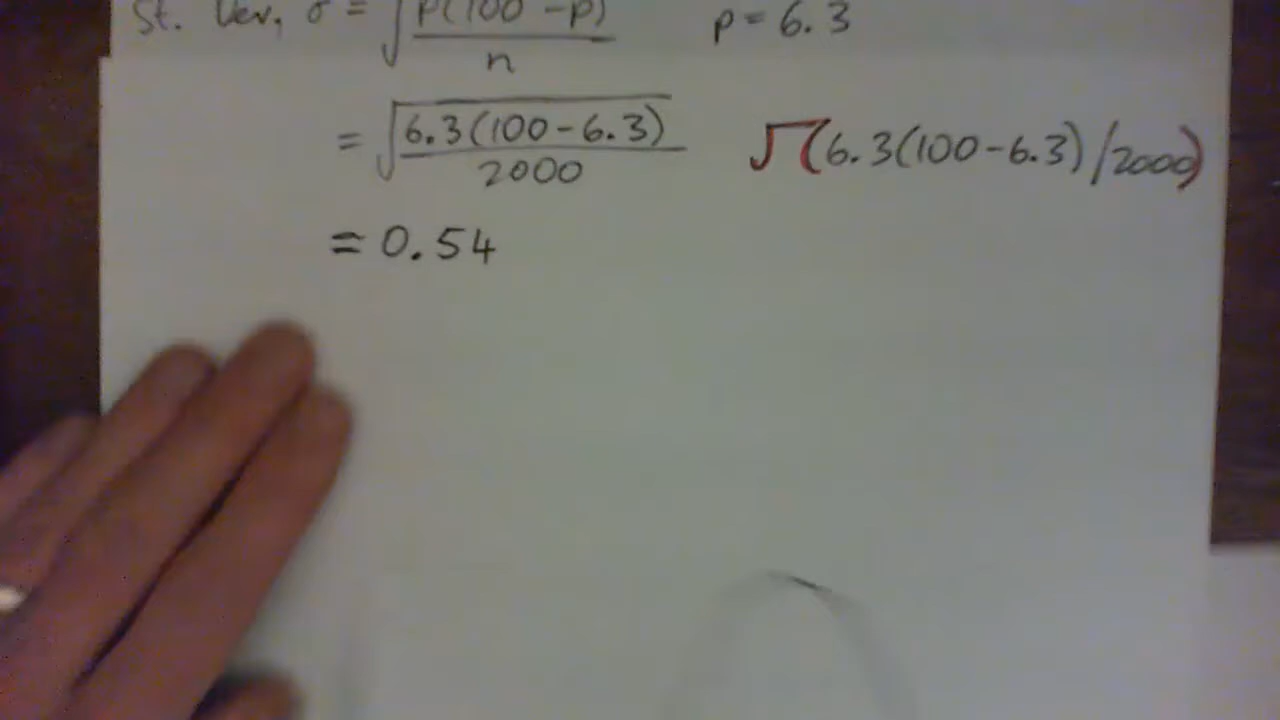 St. Dev, σ = √P(100 - P)/n p = 6.3
= √6.3(100-6.3)/2000 √(6.3(100-6.3)/2000)
= 0.54